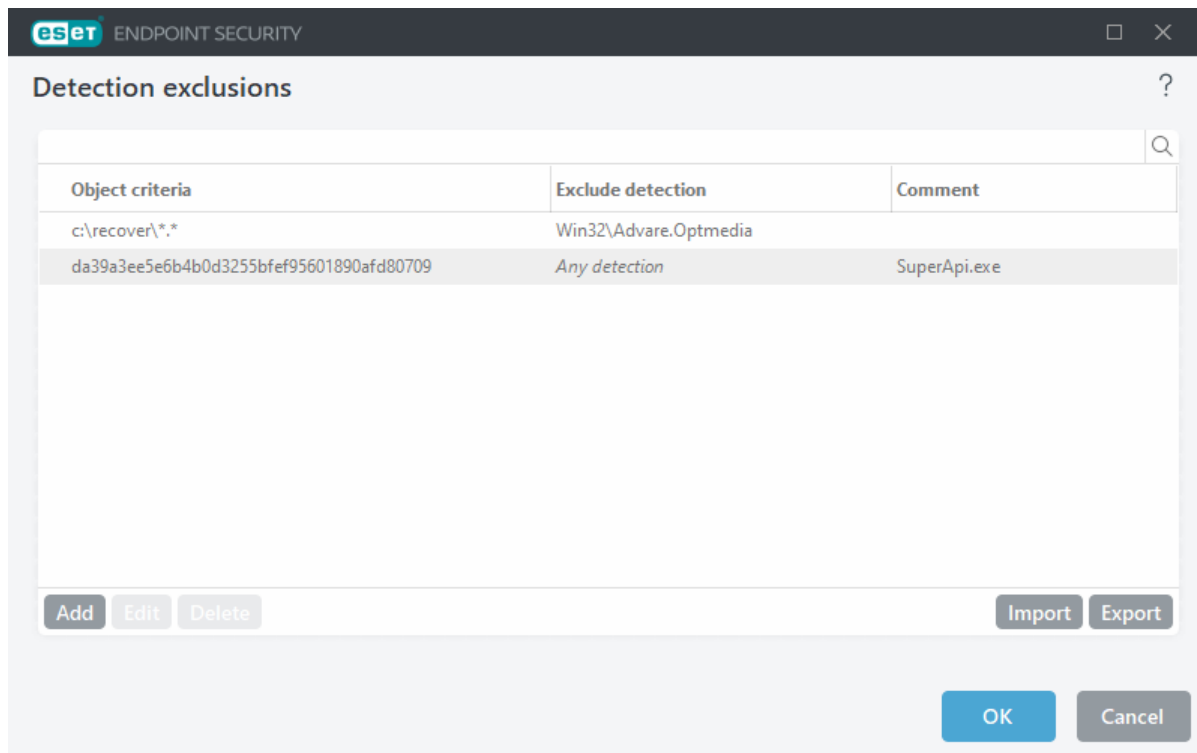 eset ENDPOINT SECURITY
Detection exclusions ?
Object criteria Exclude detection Comment
c:\recover\*.* Win32\Advare.Optmedia
da39a3ee5e6b4b0d3255bfef95601890afd80709 Any detection SuperApi.exe
Add Edit Delete Import Export
OK Cancel